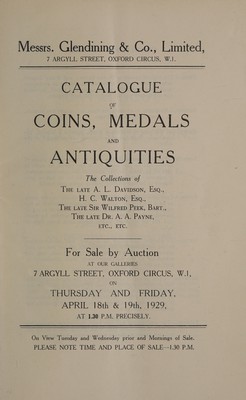 Messrs. Glendining & Co., Limited,
7 ARGYLL STREET, OXFORD CIRCUS, W.1.
CATALOGUE
OF
COINS, MEDALS
AND
ANTIQUITIES
The Collections of
THE LATE A. L. DAVIDSON, ESQ.,
H. C. WALTON, ESQ.,
THE LATE SIR WILFRED PEEK, BART.,
THE LATE DR. A. A. PAYNE,
ETC., ETC.
For Sale by Auction
AT OUR GALLERIES
7 ARGYLL STREET, OXFORD CIRCUS, W.1,
ON
THURSDAY AND FRIDAY,
APRIL 18th & 19th, 1929,
AT 1.30 P.M. PRECISELY.
On View Tuesday and Wednesday prior and Mornings of Sale.
PLEASE NOTE TIME AND PLACE OF SALE—1.30 P.M.